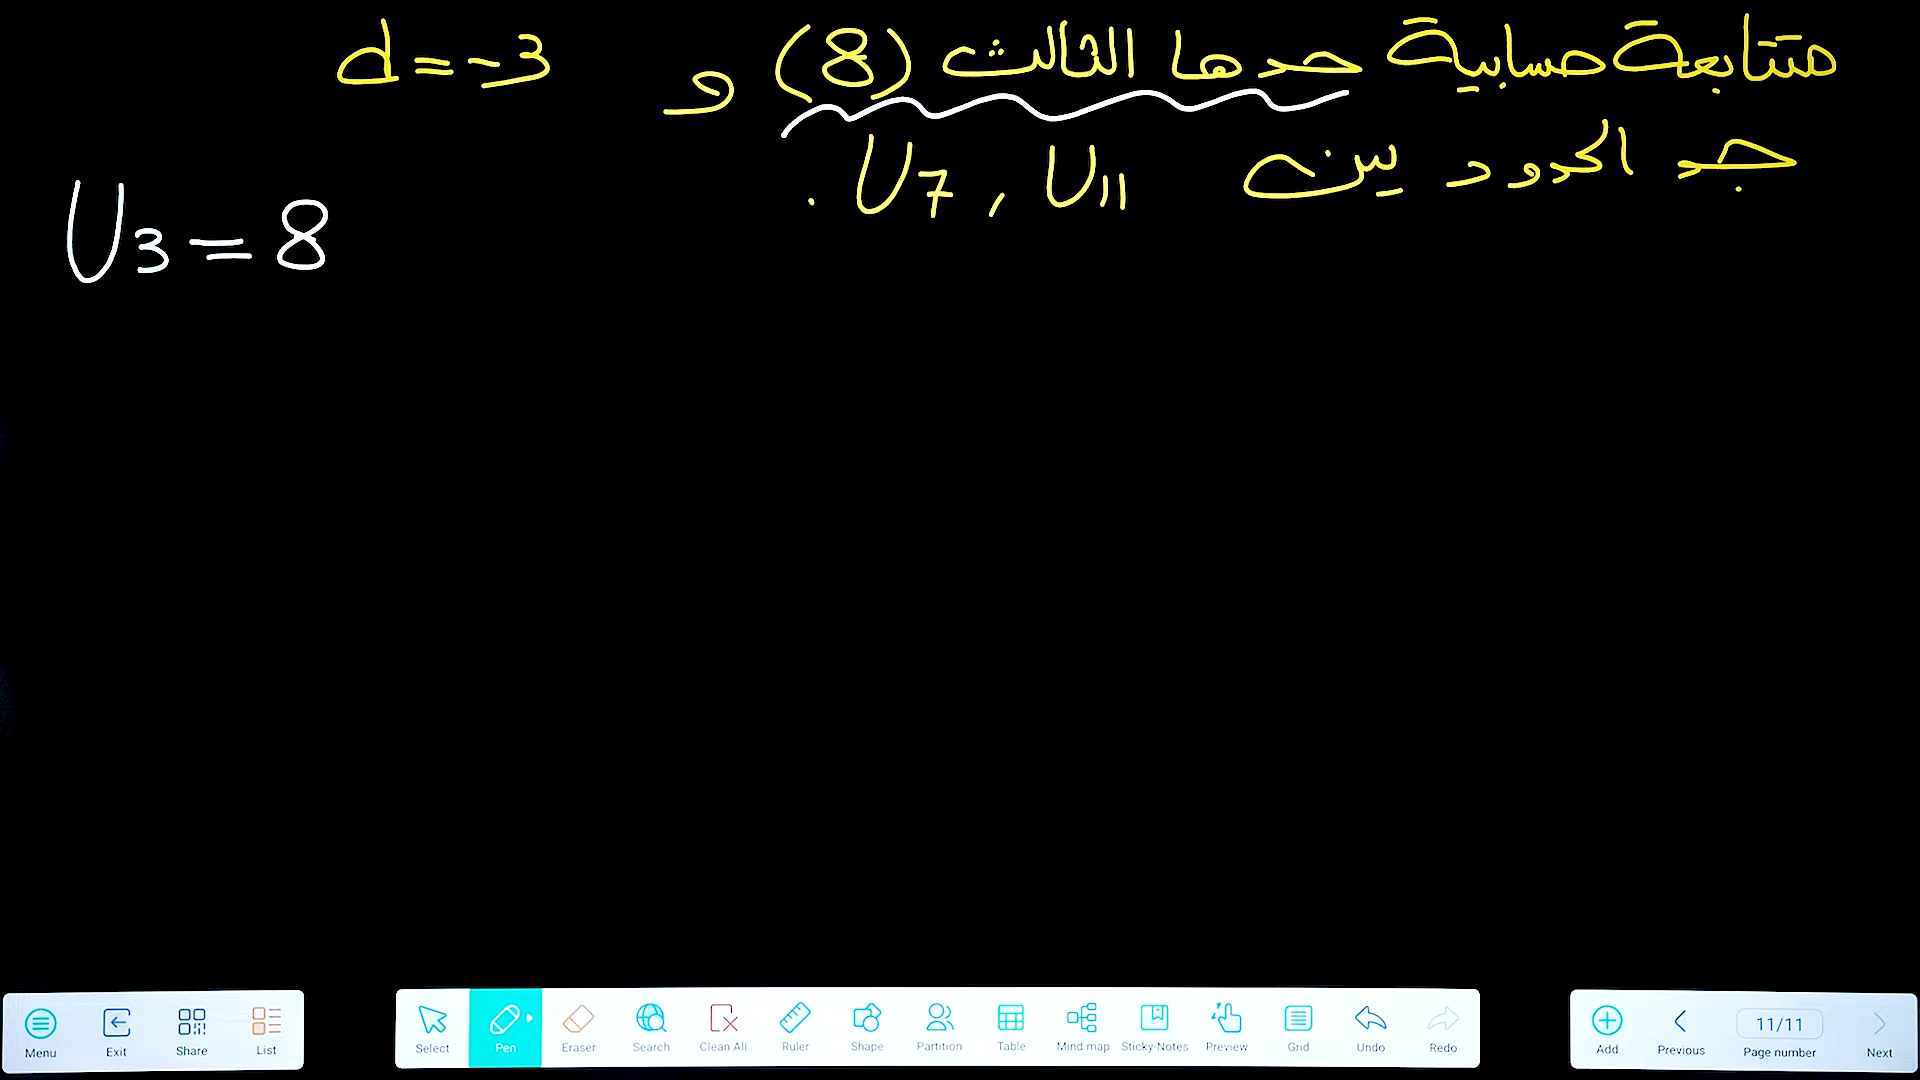 متتابعة حسابية حدها الثالث (8) و d = -3
جد الحدود بين U11 , U7 .
U3 = 8
Menu Exit Share List
Select Pen Eraser Search Clean All Ruler Shape Partition Table Mind map Sticky-Notes Preview Grid Undo Redo
Add Previous 11/11 Page number Next